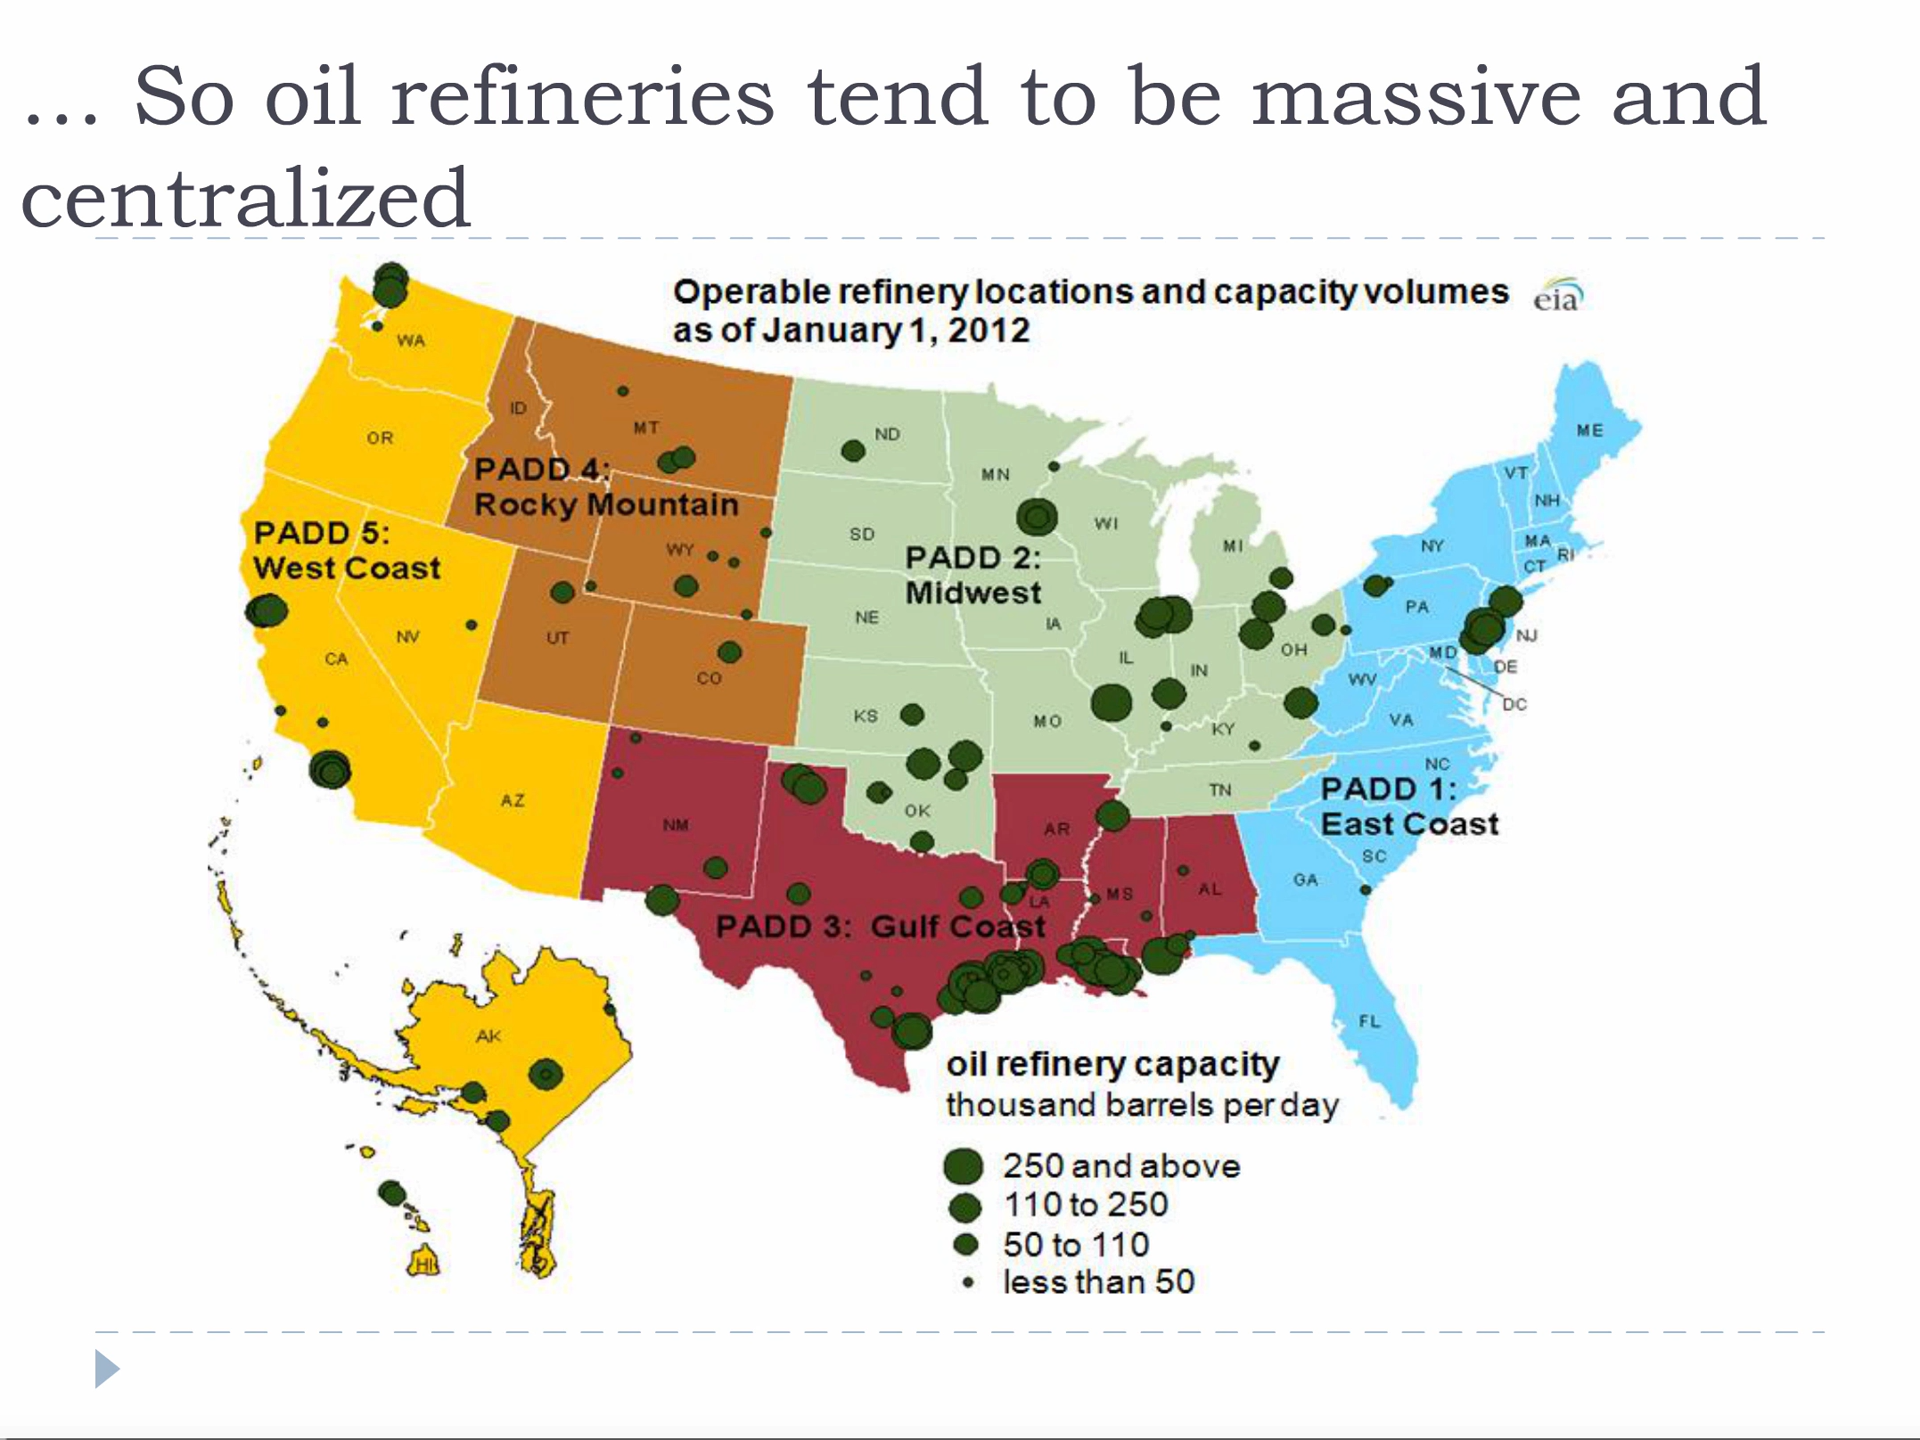 ... So oil refineries tend to be massive and
centralized
Operable refinery locations and capacity volumes
as of January 1, 2012
eia
WA
OR
ID
MT
PADD 4:
Rocky Mountain
PADD 5:
West Coast
WY
NV
UT
CA
CO
AZ
NM
ND
MN
SD
WI
MI
PADD 2:
Midwest
NE
IA
IL
IN
OH
KS
MO
KY
OK
TN
AR
MS
AL
LA
PADD 3: Gulf Coast
ME
VT
NH
NY
MA
RI
CT
PA
NJ
MD
DE
WV
DC
VA
NC
PADD 1:
East Coast
SC
GA
FL
AK
HI
oil refinery capacity
thousand barrels per day
250 and above
110 to 250
50 to 110
less than 50